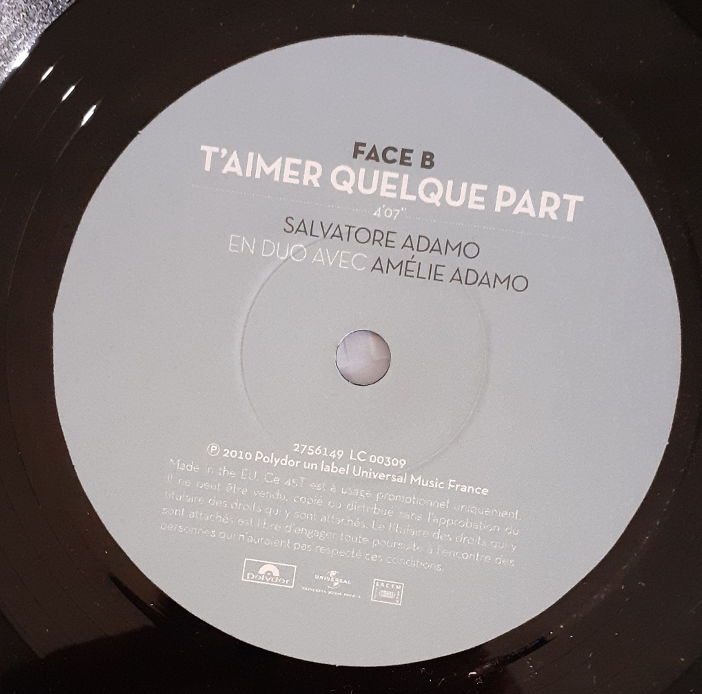 FACE B
T'AIMER QUELQUE PART
4'07"
SALVATORE ADAMO
EN DUO AVEC AMÉLIE ADAMO
2756149 LC 00309
℗ 2010 Polydor un label Universal Music France
Made in the EU. Ce 45T est à usage promotionnel uniquement.
Il ne peut être vendu, copié ou distribué sans l'approbation du
titulaire des droits qui y sont attachés. Le titulaire des droits qui y
sont attachés est libre d'engager toute poursuite à l'encontre des
personnes qui n'auraient pas respecté ces conditions.
polydor
UNIVERSAL
SACEM